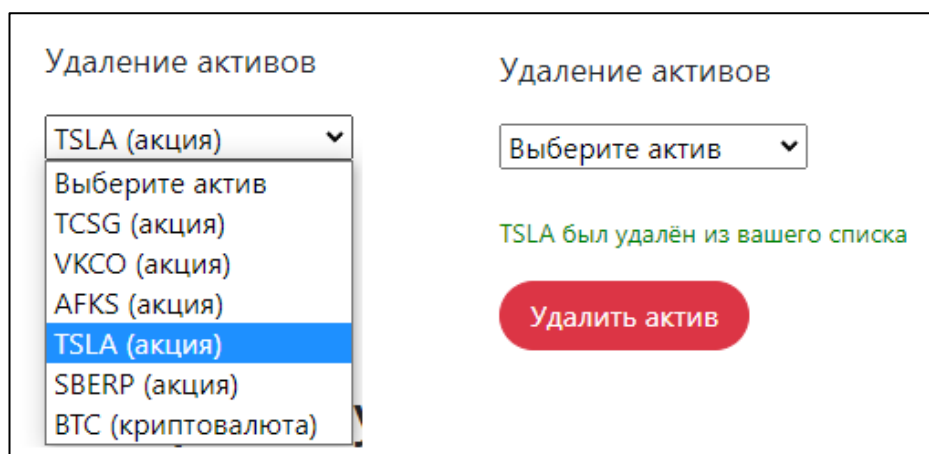 Удаление активов
TSLA (акция)
Выберите актив
TCSG (акция)
VKCO (акция)
AFKS (акция)
TSLA (акция)
SBERP (акция)
BTC (криптовалюта)
Удаление активов
Выберите актив
TSLA был удалён из вашего списка
Удалить актив